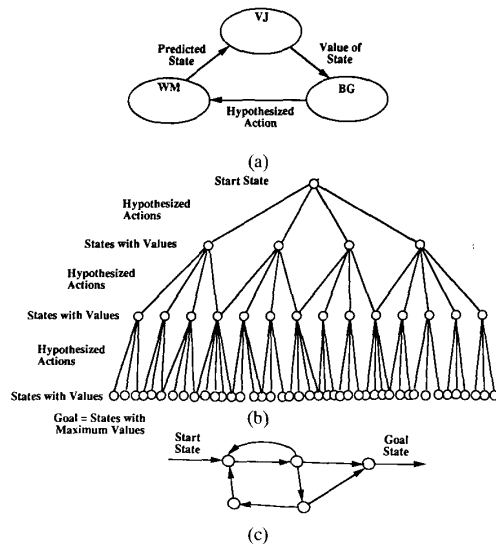 VJ
Predicted
State
Value of
State
WM
BG
Hypothesized
Action
(a)
Start State
Hypothesized
Actions
States with Values
Hypothesized
Actions
States with Values
Hypothesized
Actions
States with Values
(b)
Goal = States with
Maximum Values
Start
State
Goal
State
(c)